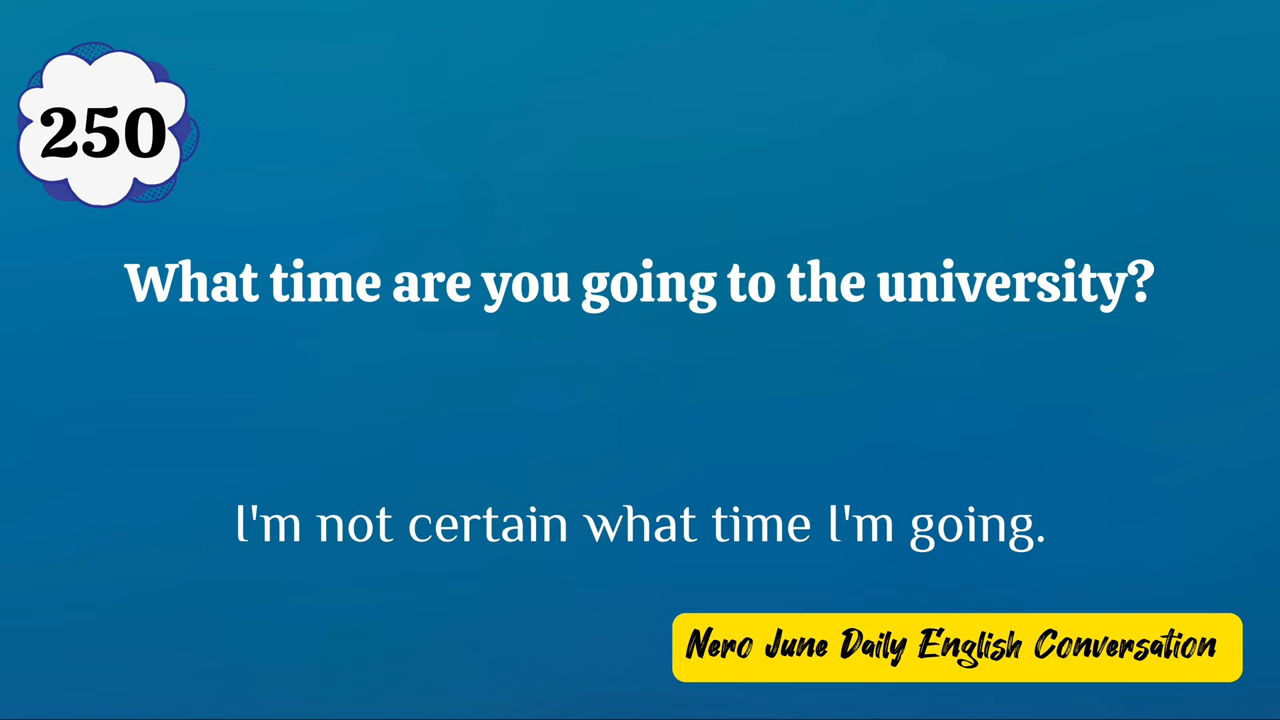 250
What time are you going to the university?
I'm not certain what time I'm going.
Nero June Daily English Conversation